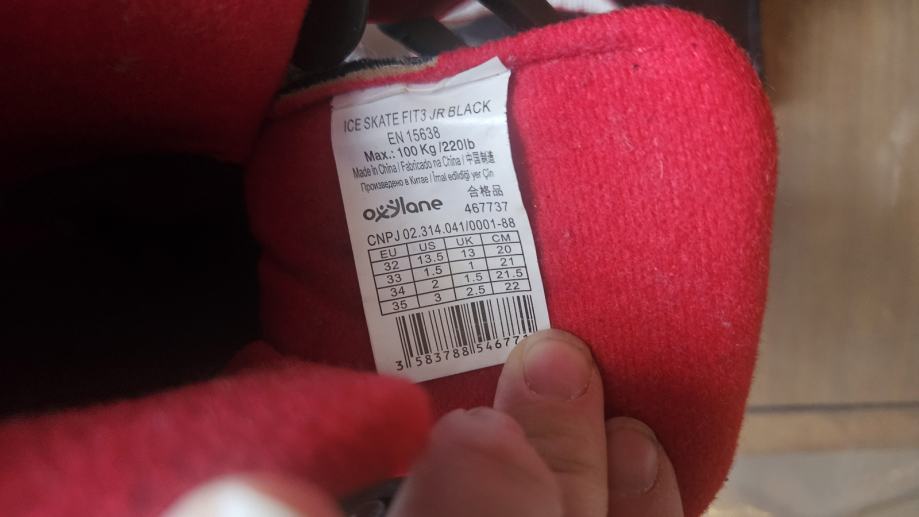 ICE SKATE FIT3 JR BLACK
EN 15638
Max.: 100 Kg /220lb
Made in China / Fabricado na China / 中国制造
Произведено в Китае / İmal edildiği yer Çin
合格品
oxylane 467737
CNPJ 02.314.041/0001-88
EU US UK CM
32 13.5 13 20
33 1.5 1 21
34 2 1.5 21.5
35 3 2.5 22
3 583788 54677